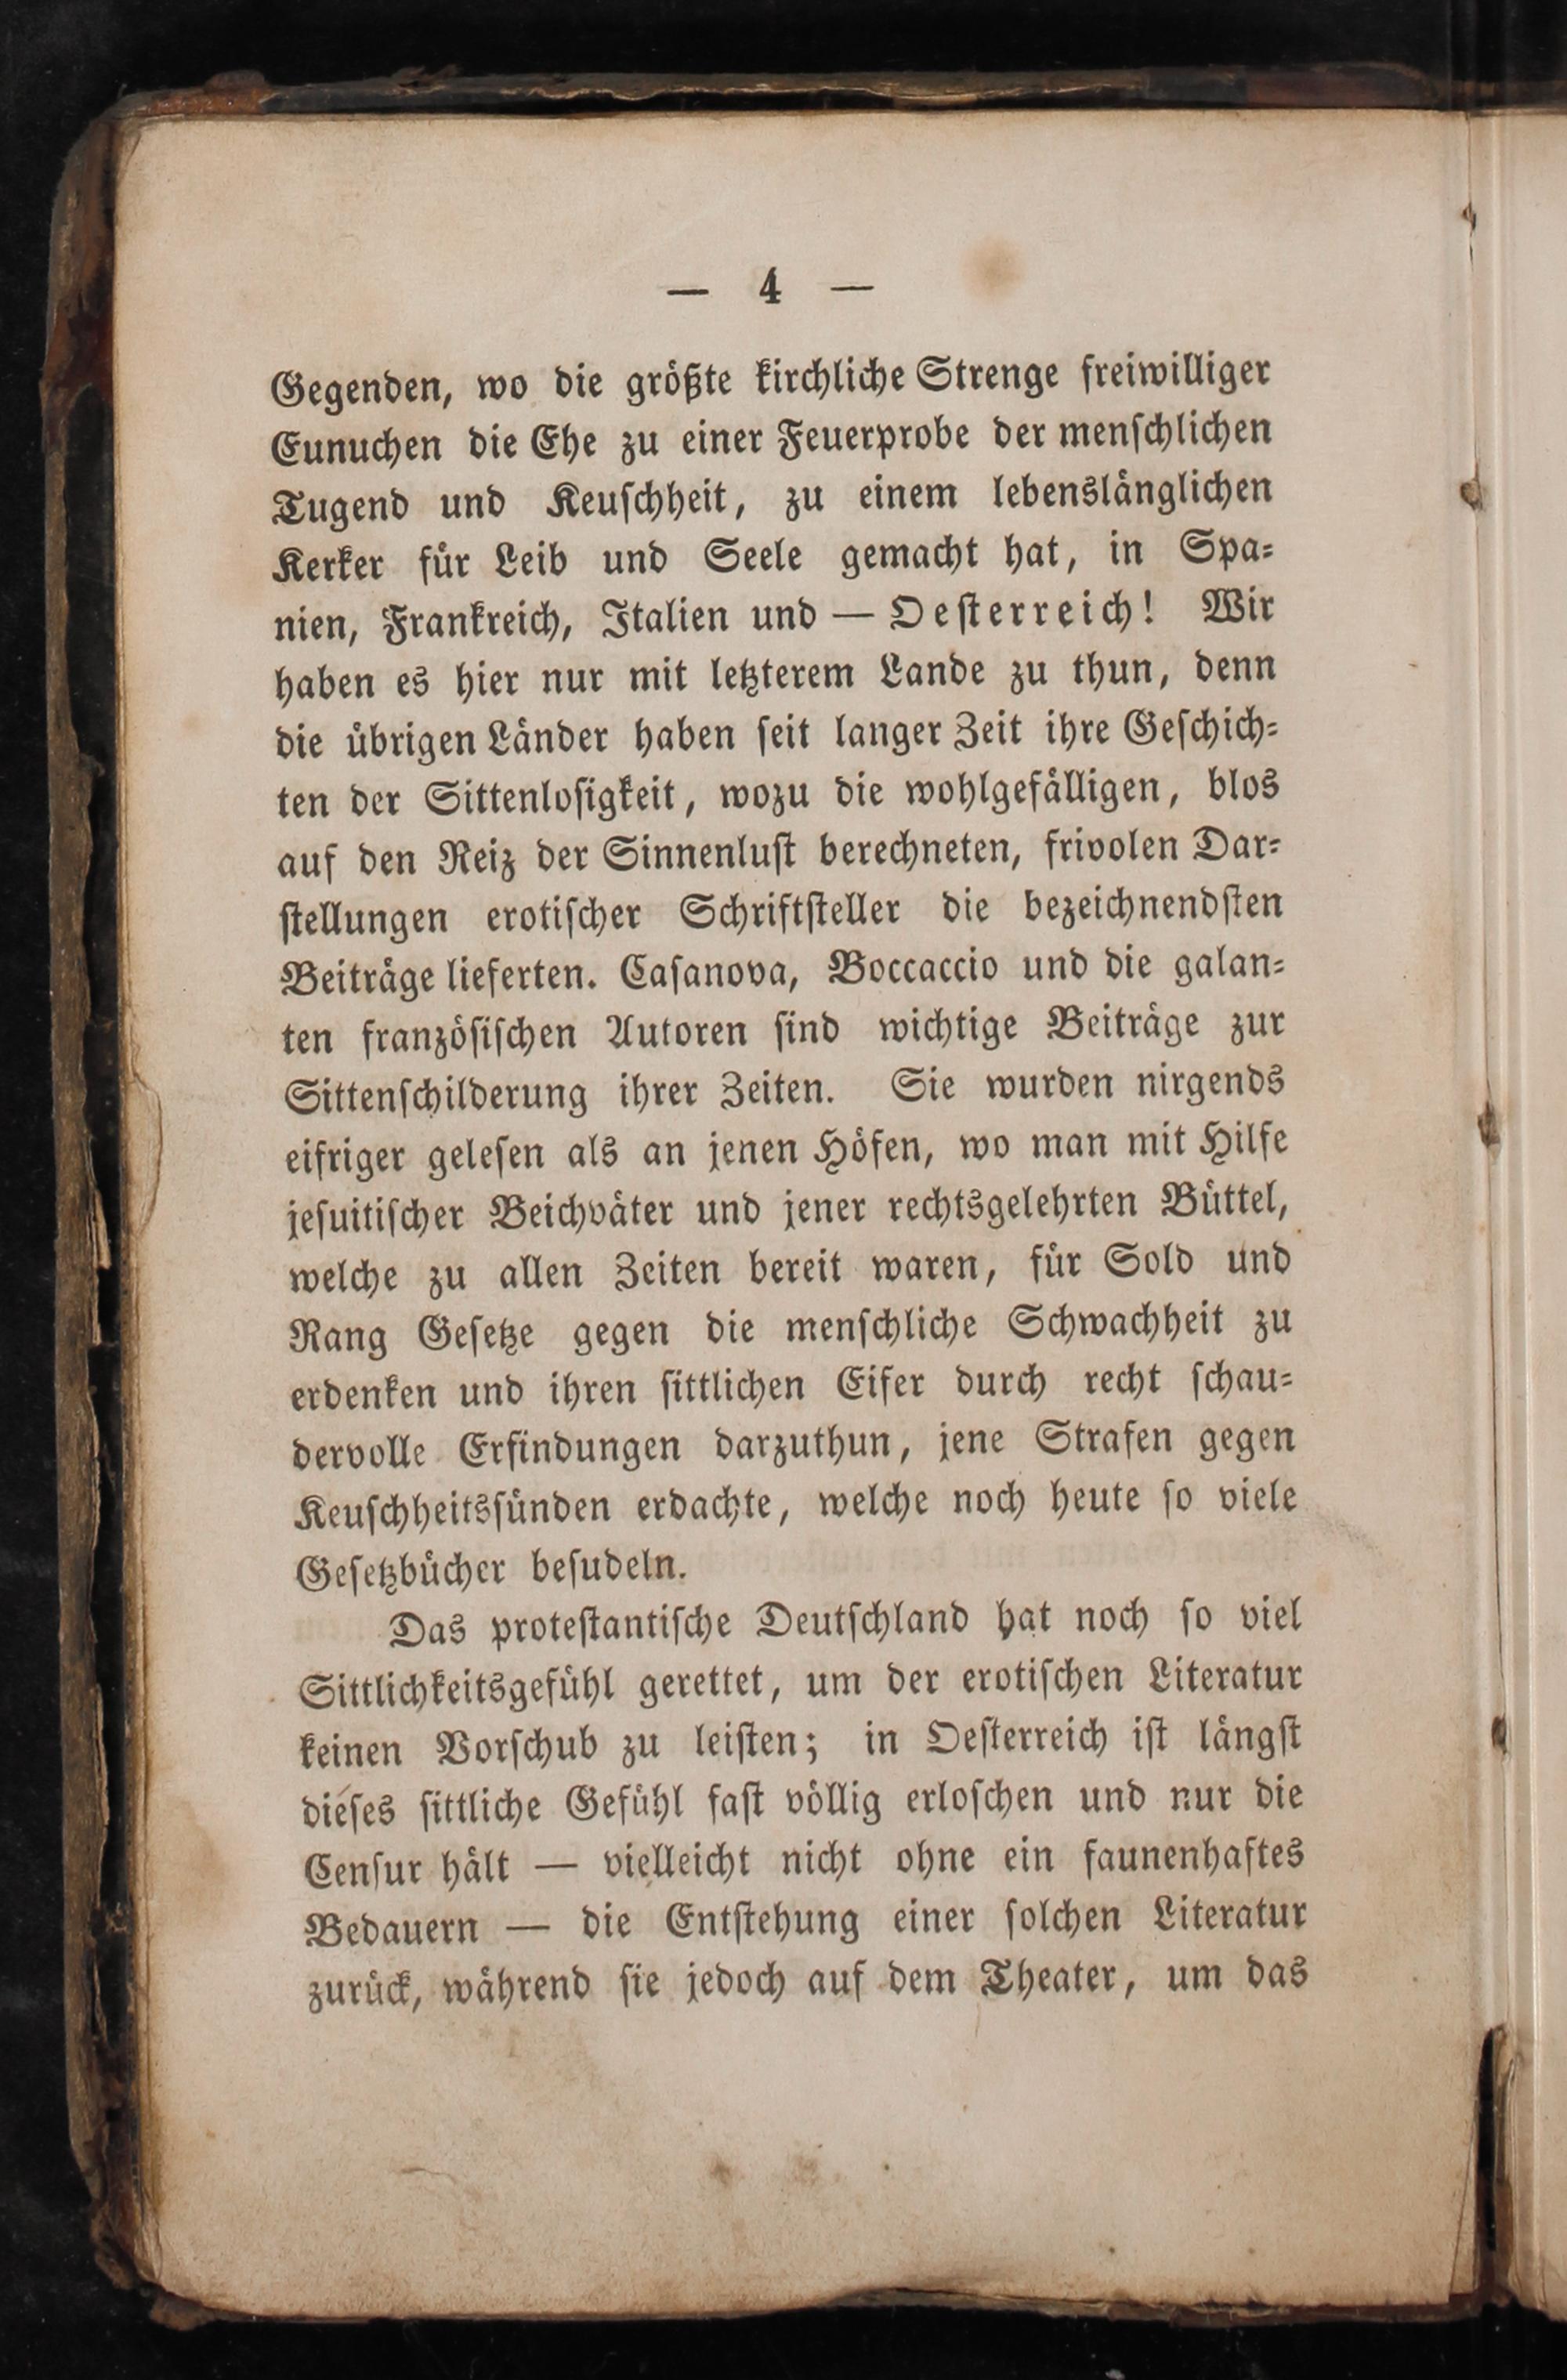 — 4 —
Gegenden, wo die größte kirchliche Strenge freiwilliger
Eunuchen die Ehe zu einer Feuerprobe der menſchlichen
Tugend und Keuſchheit, zu einem lebenslänglichen
Kerker für Leib und Seele gemacht hat, in Spa⸗
nien, Frankreich, Italien und — Oeſterreich! Wir
haben es hier nur mit letzterem Lande zu thun, denn
die übrigen Länder haben ſeit langer Zeit ihre Geſchich⸗
ten der Sittenloſigkeit, wozu die wohlgefälligen, blos
auf den Reiz der Sinnenluſt berechneten, frivolen Dar⸗
ſtellungen erotiſcher Schriftſteller die bezeichnendſten
Beiträge lieferten. Caſanova, Boccaccio und die galan⸗
ten franzöſiſchen Autoren ſind wichtige Beiträge zur
Sittenſchilderung ihrer Zeiten. Sie wurden nirgends
eifriger geleſen als an jenen Höfen, wo man mit Hilfe
jeſuitiſcher Beichväter und jener rechtsgelehrten Büttel,
welche zu allen Zeiten bereit waren, für Sold und
Rang Geſetze gegen die menſchliche Schwachheit zu
erdenken und ihren ſittlichen Eifer durch recht ſchau⸗
dervolle Erfindungen darzuthun, jene Strafen gegen
Keuſchheitsſünden erdachte, welche noch heute ſo viele
Geſetzbücher beſudeln.
Das proteſtantiſche Deutſchland hat noch ſo viel
Sittlichkeitsgefühl gerettet, um der erotiſchen Literatur
keinen Vorſchub zu leiſten; in Oeſterreich iſt längſt
dieſes ſittliche Gefühl faſt völlig erloſchen und nur die
Cenſur hält — vielleicht nicht ohne ein faunenhaftes
Bedauern — die Entſtehung einer ſolchen Literatur
zurück, während ſie jedoch auf dem Theater, um das